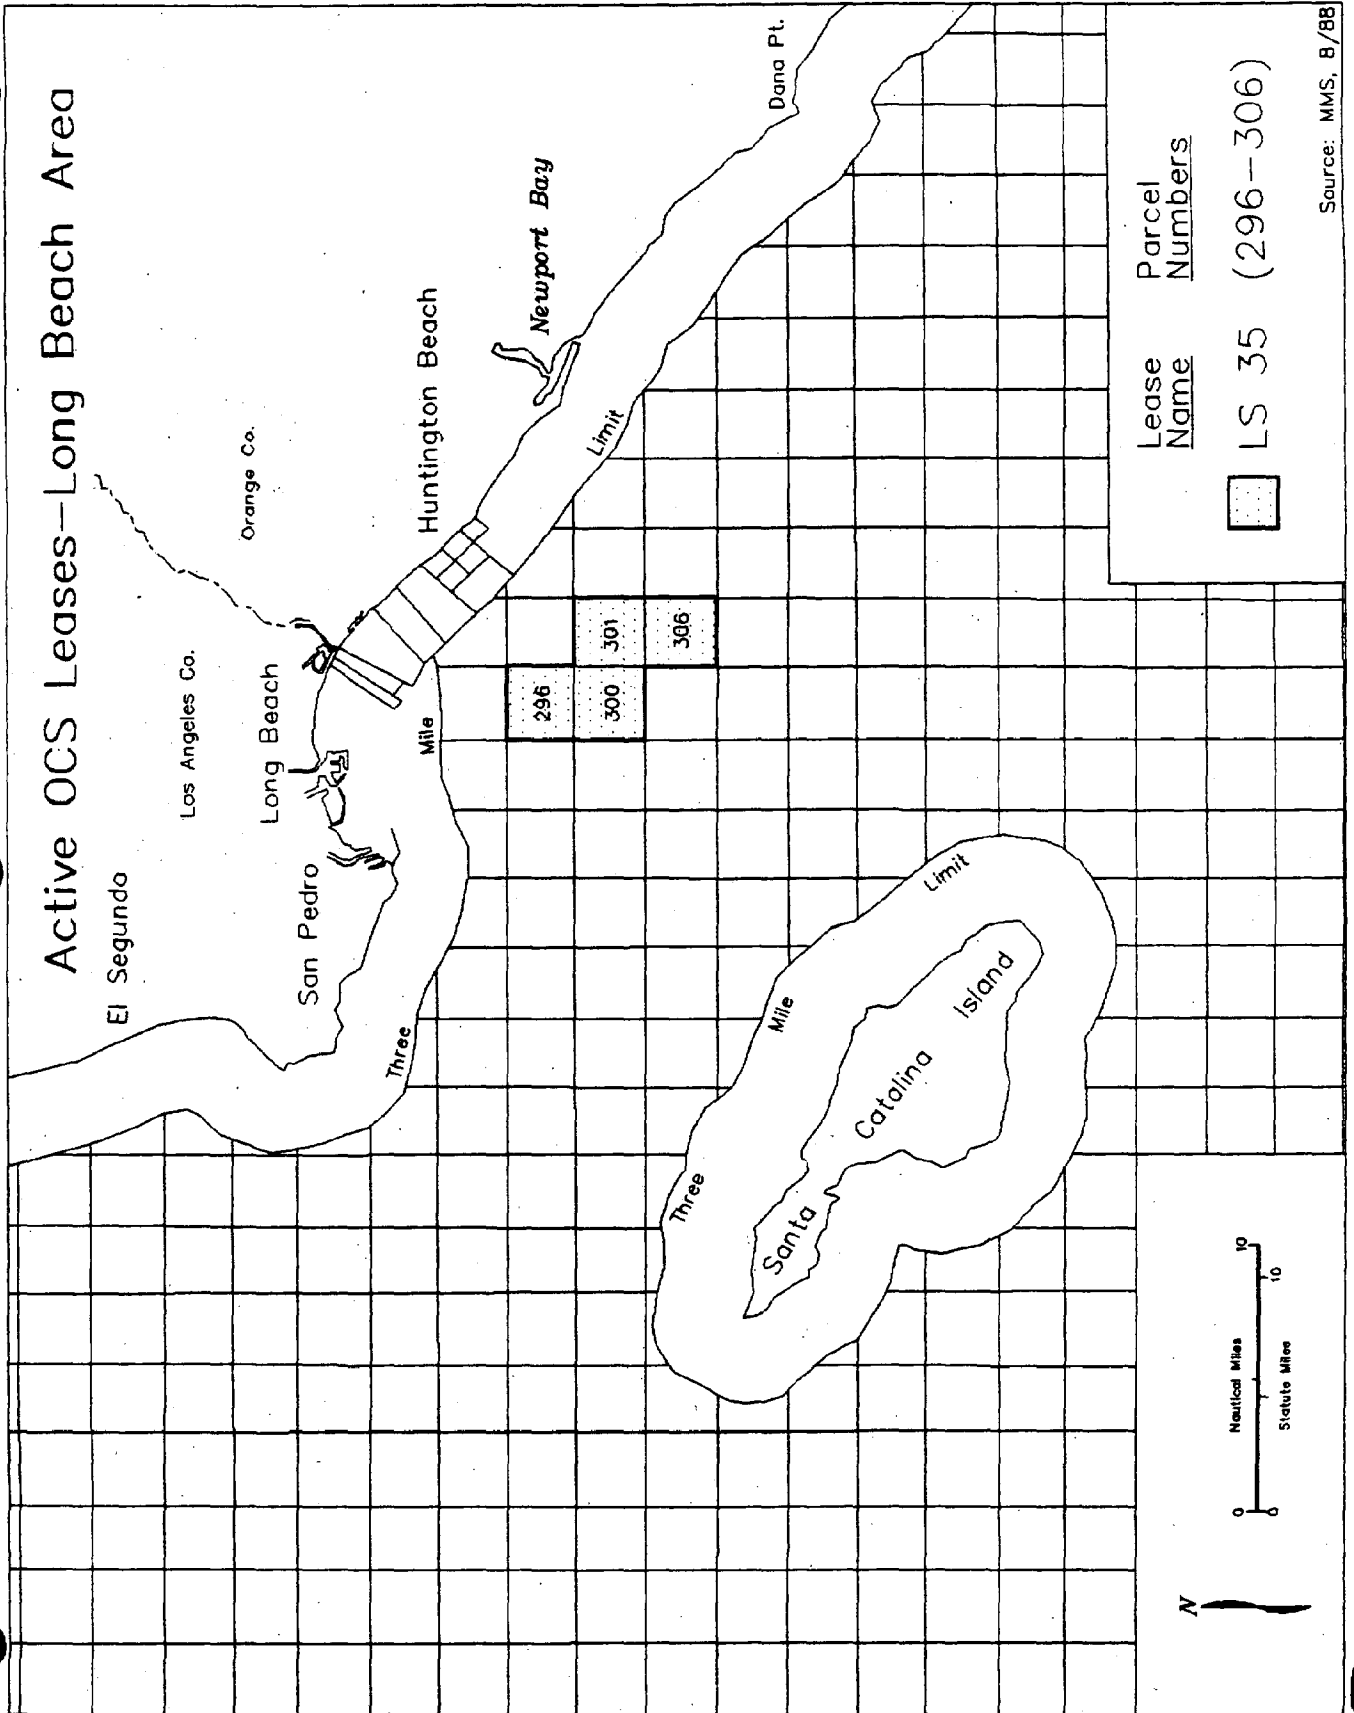 Active OCS Leases-Long Beach Area
El Segundo
Los Angeles Co.
Orange Co.
San Pedro
Long Beach
Huntington Beach
Newport Bay
Dana Pt.
Three
Mile
Limit
296
300
301
306
Three
Mile
Limit
Santa
Catalina
Island
N
Nautical Miles
0
10
0
10
Statute Miles
Lease
Name
Parcel
Numbers
LS 35 (296-306)
Source: MMS, 8/88